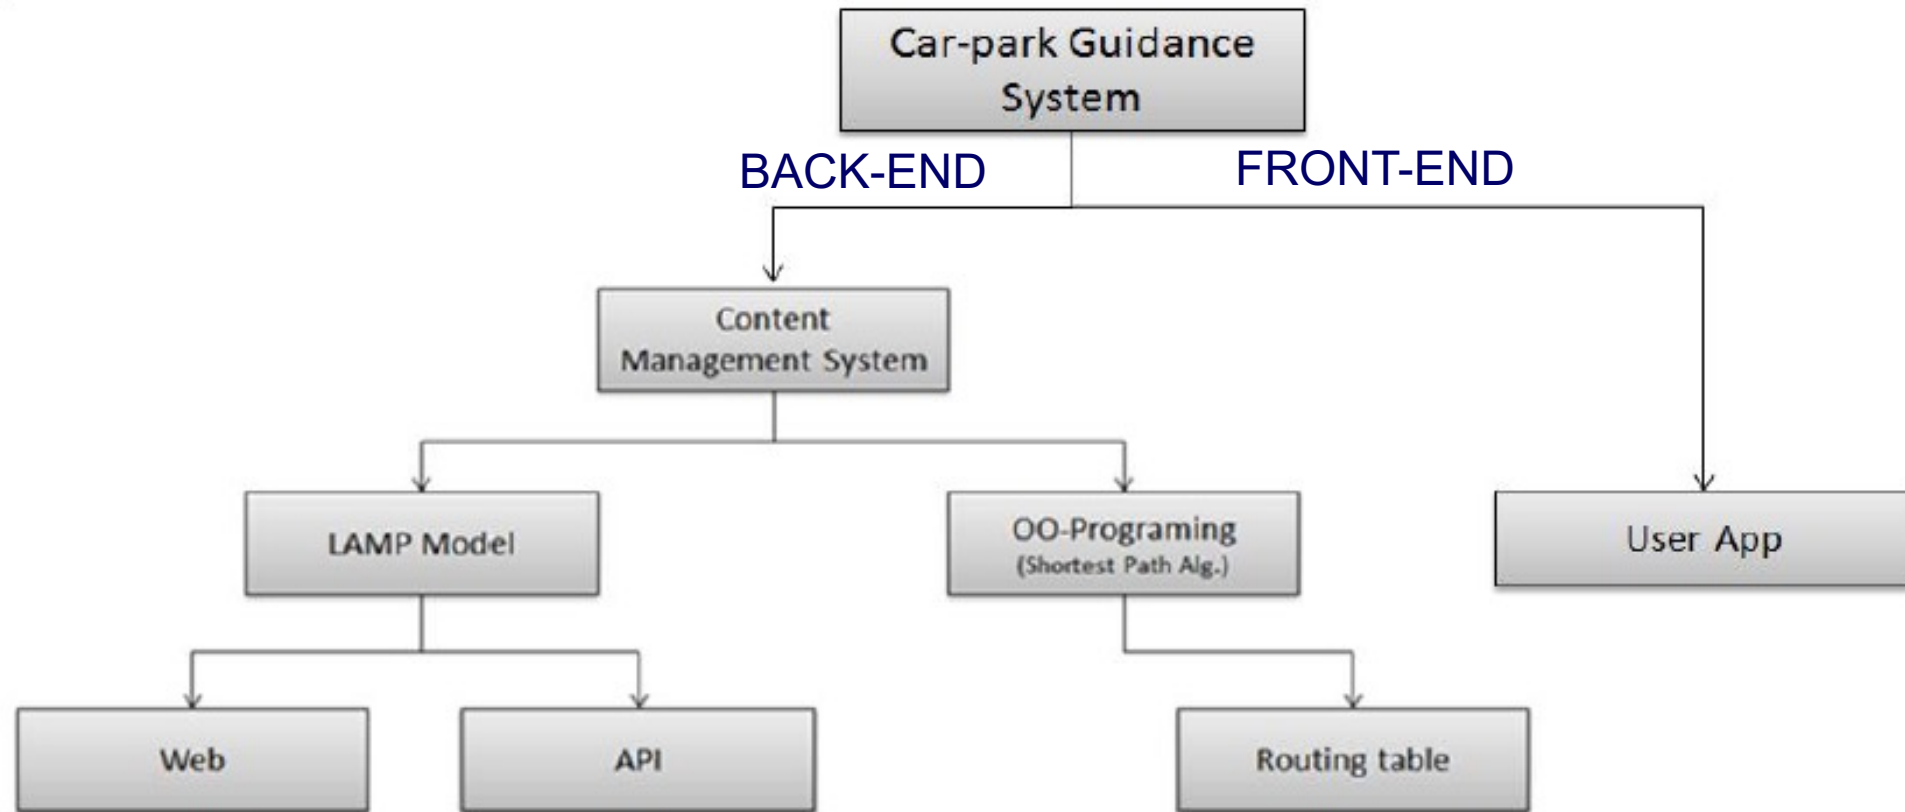 Car-park Guidance
System
BACK-END
FRONT-END
Content
Management System
LAMP Model
OO-Programing
(Shortest Path Alg.)
User App
Web
API
Routing table